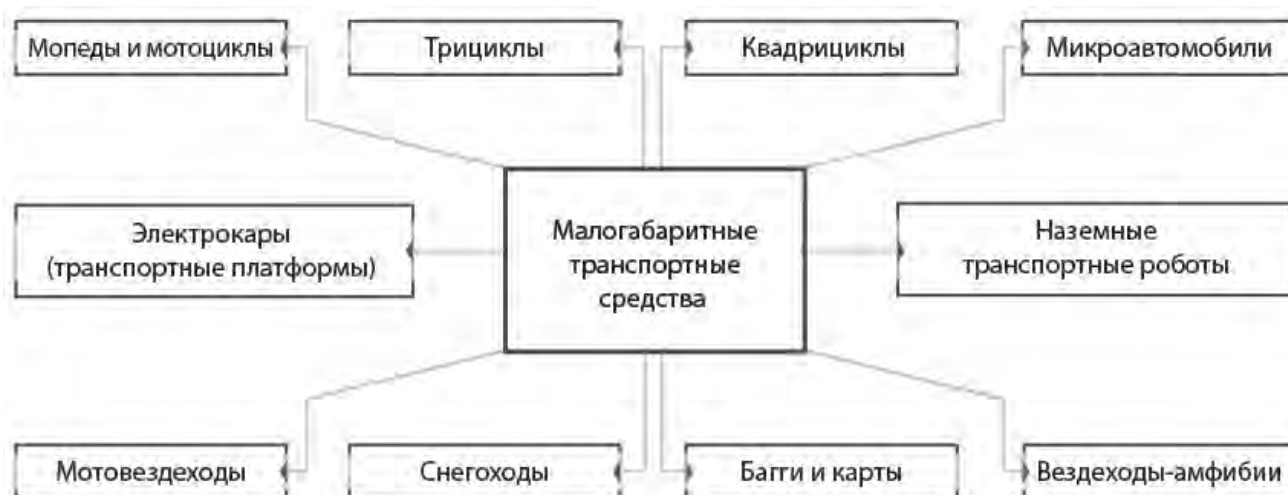 Мопеды и мотоциклы
Трициклы
Квадрициклы
Микроавтомобили
Электрокары
(транспортные платформы)
Малогабаритные
транспортные
средства
Наземные
транспортные роботы
Мотовездеходы
Снегоходы
Багги и карты
Вездеходы-амфибии